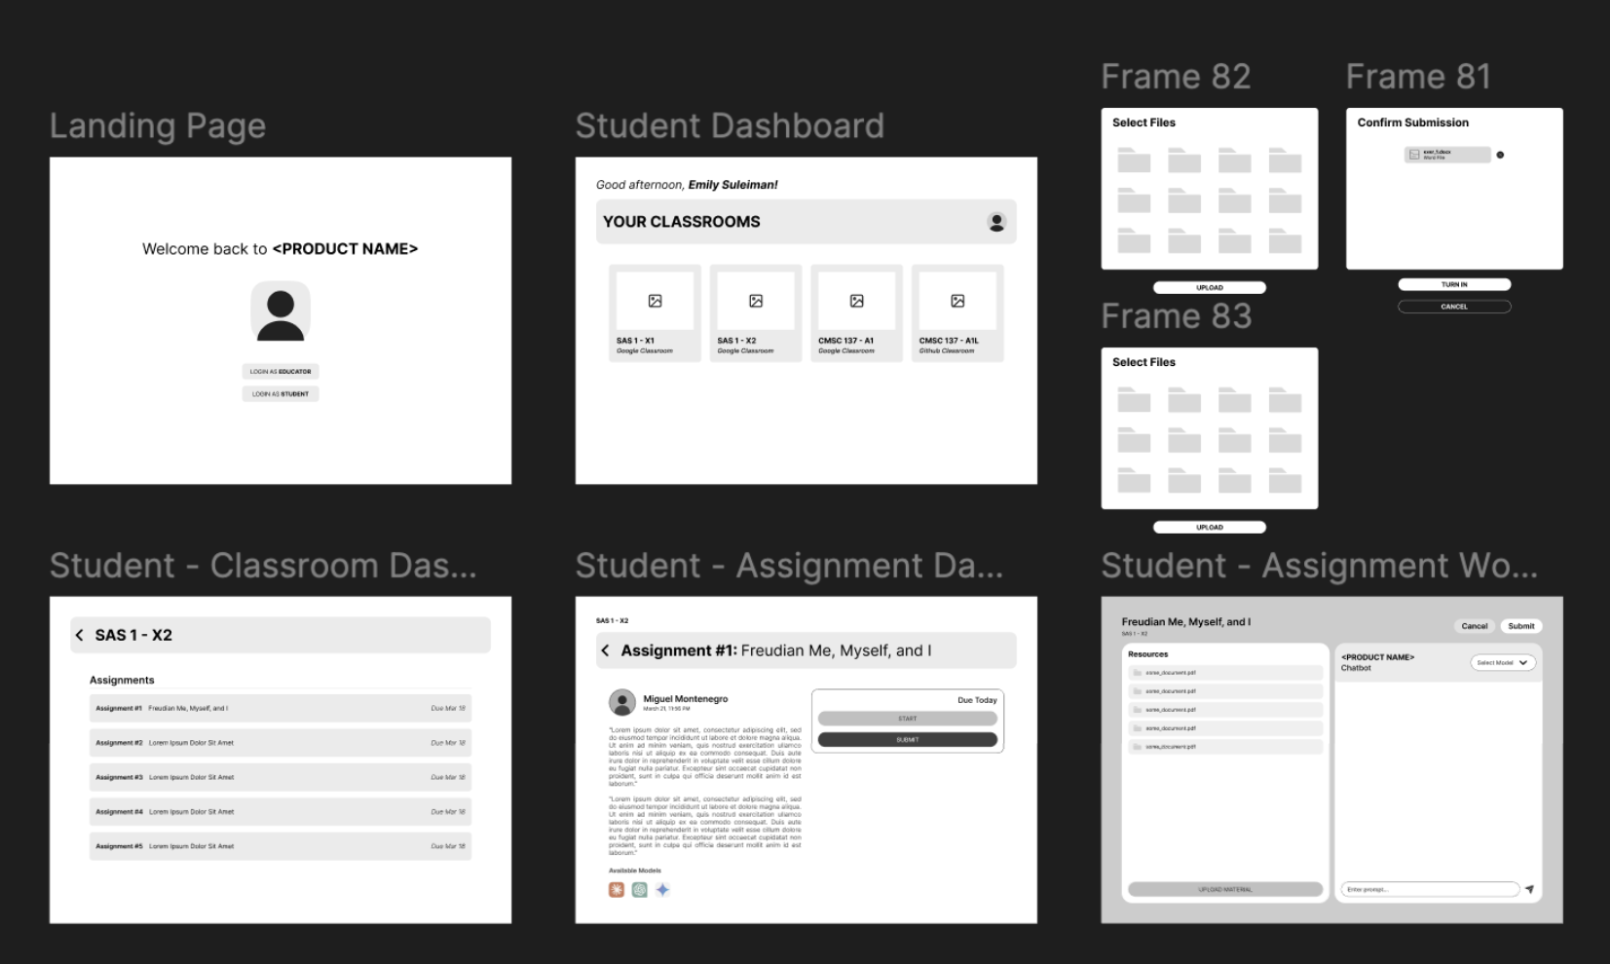 Landing Page
Welcome back to <PRODUCT NAME>
LOGIN AS EDUCATOR
LOGIN AS STUDENT
Student Dashboard
Good afternoon, Emily Suleiman!
YOUR CLASSROOMS
SAS 1 - X1
Google Classroom
SAS 1 - X2
Google Classroom
CMSC 137 - A1
Google Classroom
CMSC 137 - A1L
Github Classroom
Frame 82
Select Files
UPLOAD
Frame 81
Confirm Submission
Word File
TURN IN
CANCEL
Frame 83
Select Files
UPLOAD
Student - Classroom Das...
SAS 1 - X2
Assignments
Assignment #1 Freudian Me, Myself, and I Due Mar 18
Assignment #2 Lorem Ipsum Dolor Sit Amet Due Mar 18
Assignment #3 Lorem Ipsum Dolor Sit Amet Due Mar 18
Assignment #4 Lorem Ipsum Dolor Sit Amet Due Mar 18
Assignment #5 Lorem Ipsum Dolor Sit Amet Due Mar 18
Student - Assignment Da...
SAS 1 - X2
Assignment #1: Freudian Me, Myself, and I
Miguel Montenegro
March 21, 11:56 PM
"Lorem ipsum dolor sit amet, consectetur adipiscing elit, sed
do eiusmod tempor incididunt ut labore et dolore magna aliqua.
Ut enim ad minim veniam, quis nostrud exercitation ullamco
laboris nisi ut aliquip ex ea commodo consequat. Duis aute
irure dolor in reprehenderit in voluptate velit esse cillum dolore
eu fugiat nulla pariatur. Excepteur sint occaecat cupidatat non
proident, sunt in culpa qui officia deserunt mollit anim id est
laborum."
"Lorem ipsum dolor sit amet, consectetur adipiscing elit, sed
do eiusmod tempor incididunt ut labore et dolore magna aliqua.
Ut enim ad minim veniam, quis nostrud exercitation ullamco
laboris nisi ut aliquip ex ea commodo consequat. Duis aute
irure dolor in reprehenderit in voluptate velit esse cillum dolore
eu fugiat nulla pariatur. Excepteur sint occaecat cupidatat non
proident, sunt in culpa qui officia deserunt mollit anim id est
laborum."
Available Models
Due Today
START
SUBMIT
Student - Assignment Wo...
Freudian Me, Myself, and I
SAS 1 - X2
Cancel
Submit
Resources
some_document.pdf
some_document.pdf
some_document.pdf
some_document.pdf
some_document.pdf
UPLOAD MATERIAL
<PRODUCT NAME>
Chatbot
Select Model
Enter prompt...